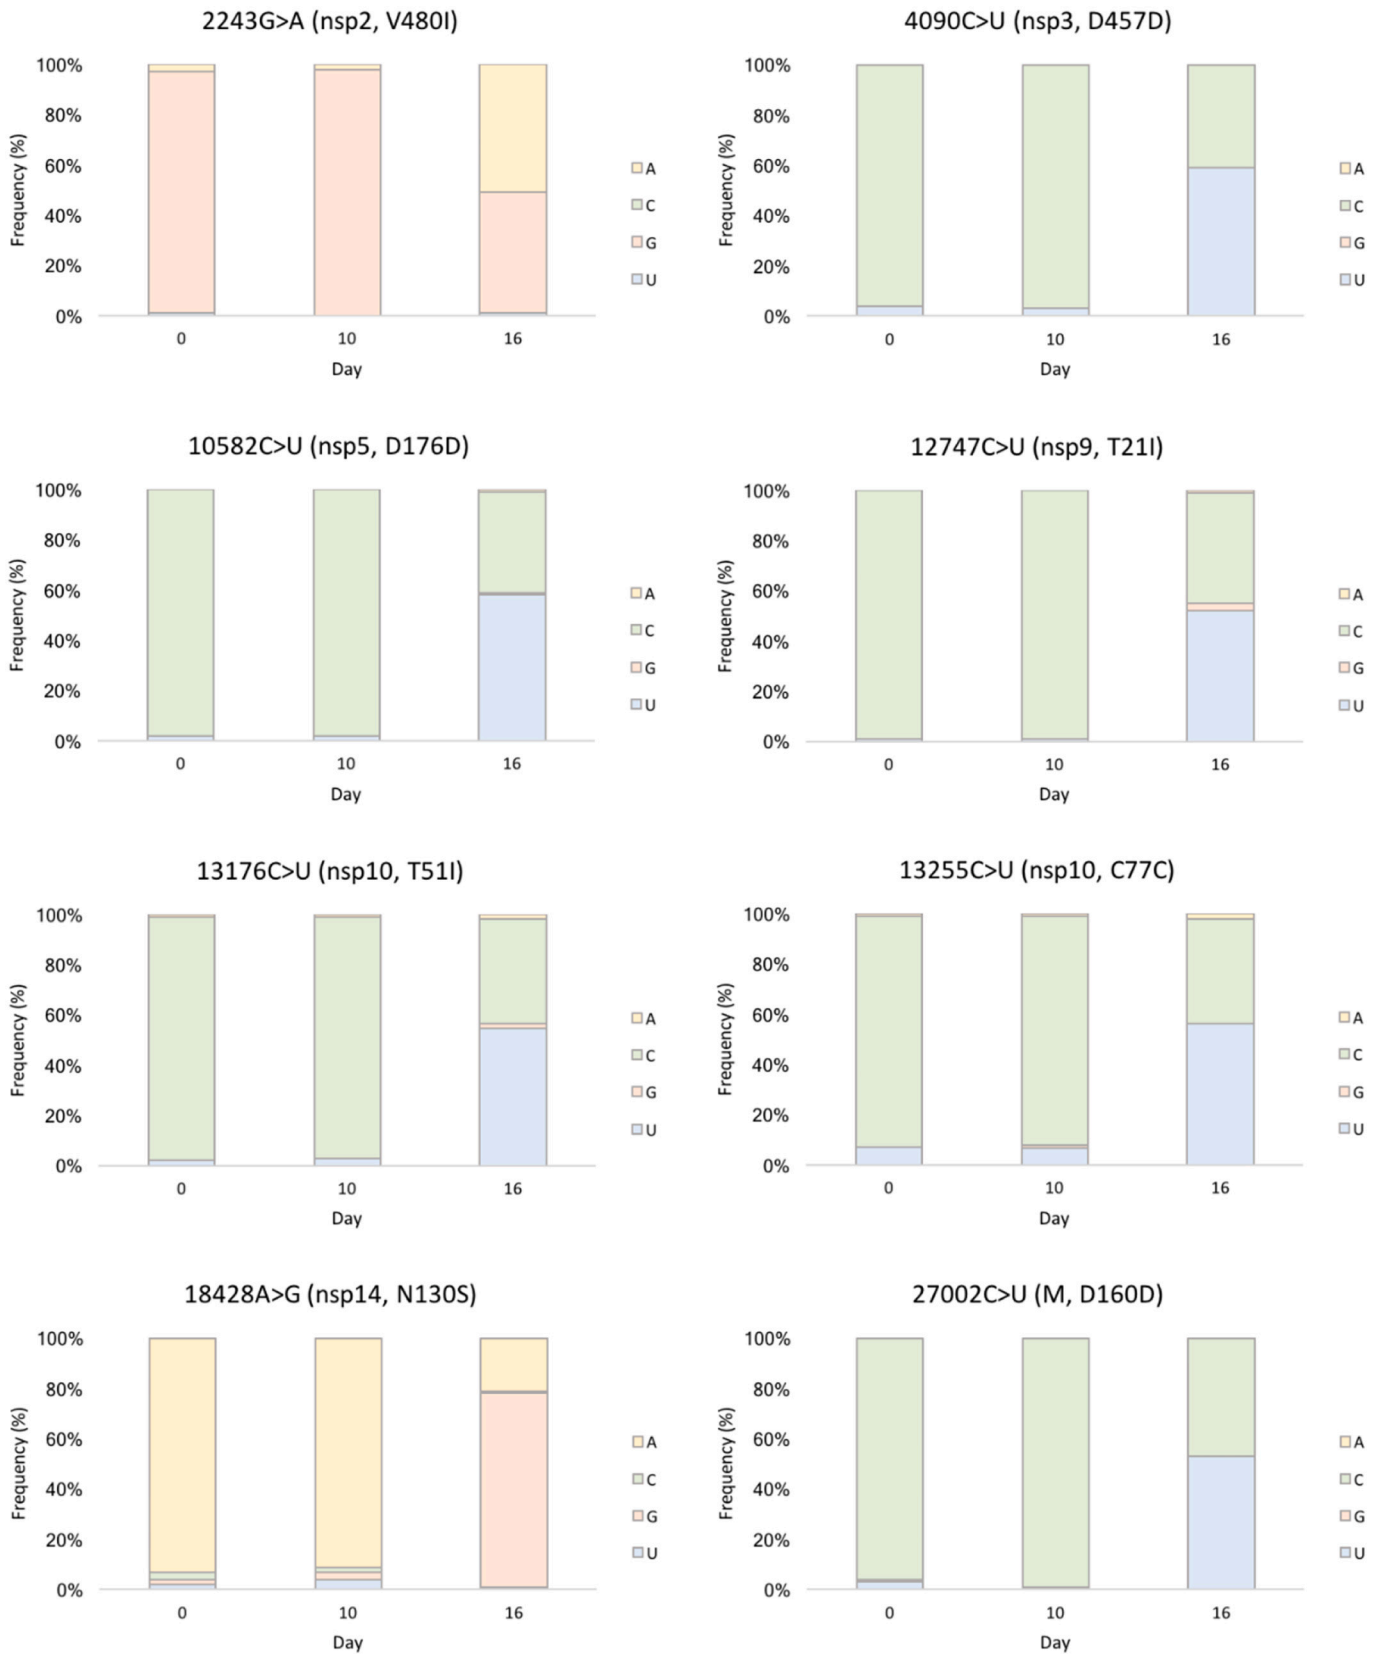 2243G>A (nsp2, V480I)
100%
80%
60%
40%
20%
0%
Frequency (%)
0 10 16
Day
A
C
G
U
4090C>U (nsp3, D457D)
100%
80%
60%
40%
20%
0%
Frequency (%)
0 10 16
Day
A
C
G
U
10582C>U (nsp5, D176D)
100%
80%
60%
40%
20%
0%
Frequency (%)
0 10 16
Day
A
C
G
U
12747C>U (nsp9, T21I)
100%
80%
60%
40%
20%
0%
Frequency (%)
0 10 16
Day
A
C
G
U
13176C>U (nsp10, T51I)
100%
80%
60%
40%
20%
0%
Frequency (%)
0 10 16
Day
A
C
G
U
13255C>U (nsp10, C77C)
100%
80%
60%
40%
20%
0%
Frequency (%)
0 10 16
Day
A
C
G
U
18428A>G (nsp14, N130S)
100%
80%
60%
40%
20%
0%
Frequency (%)
0 10 16
Day
A
C
G
U
27002C>U (M, D160D)
100%
80%
60%
40%
20%
0%
Frequency (%)
0 10 16
Day
A
C
G
U